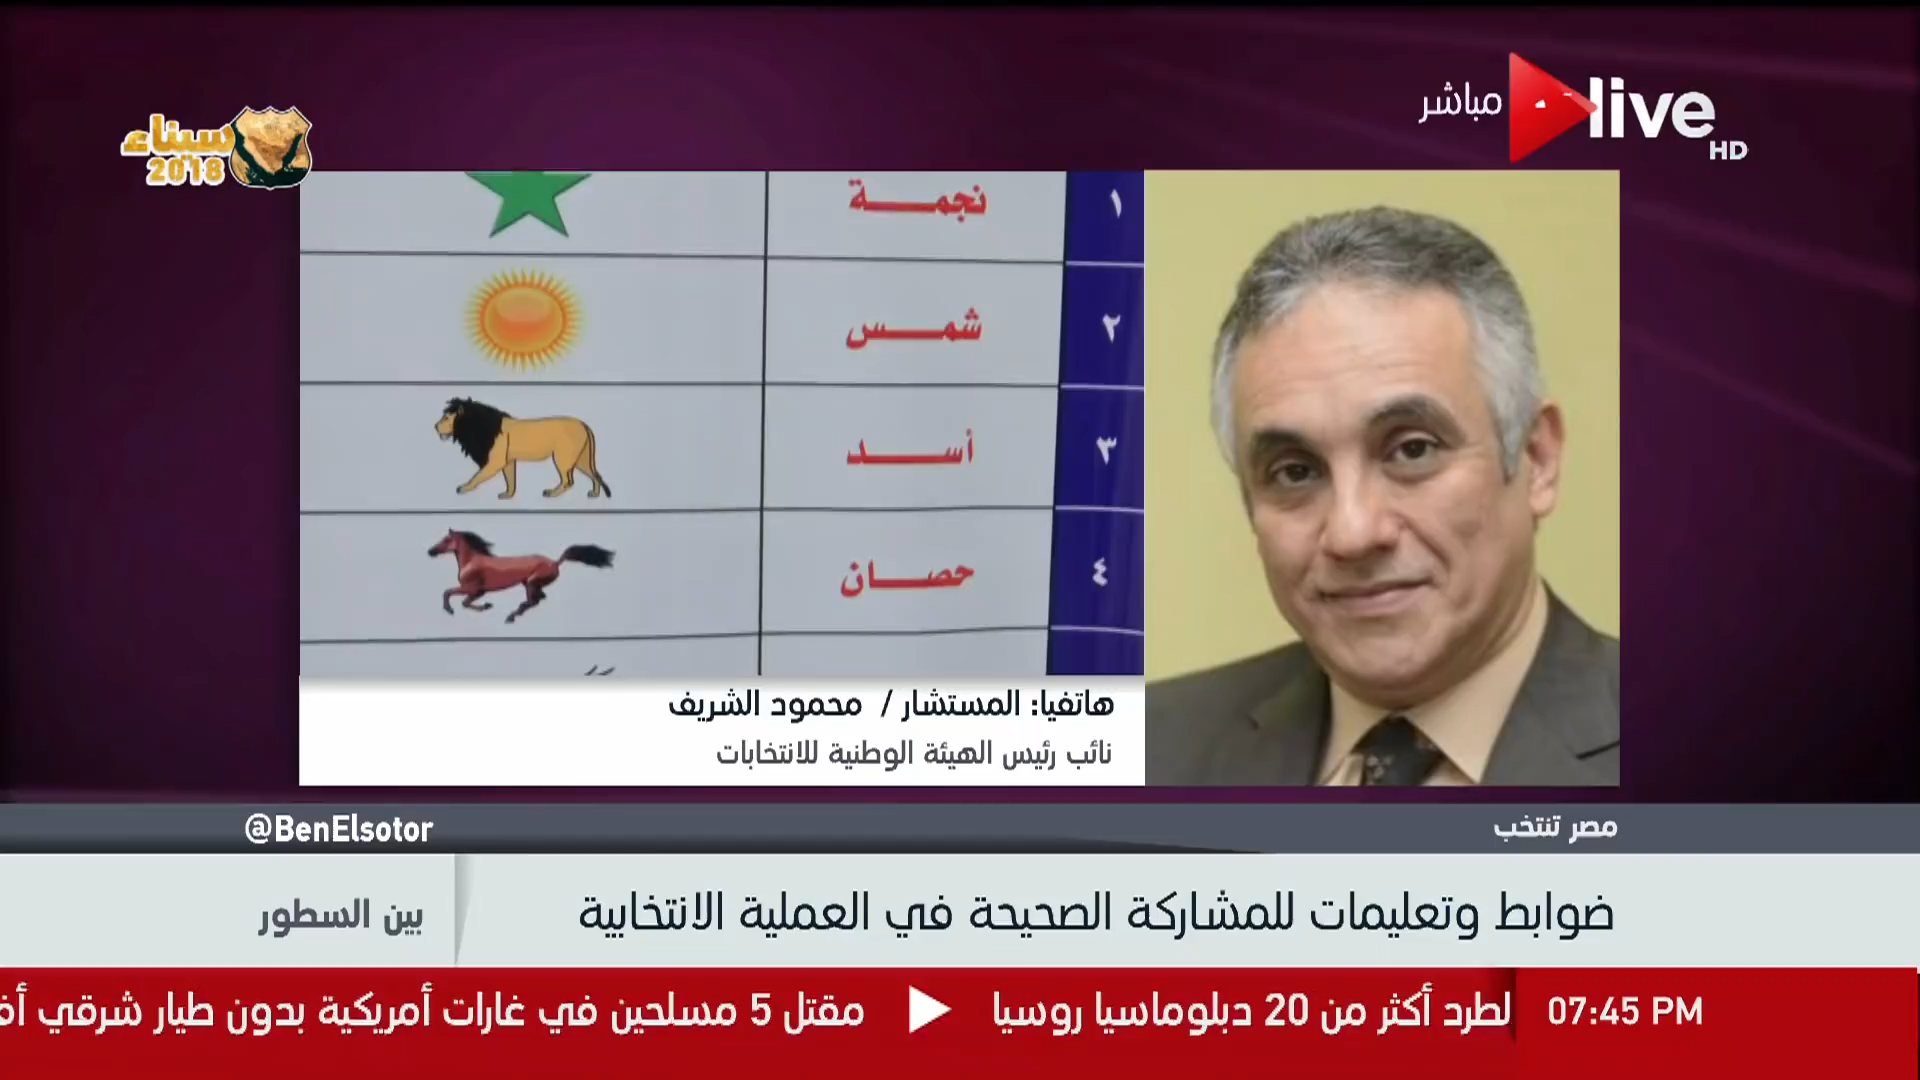 مباشر
live
HD
سيناء
2018
١ نجمة
٢ شمس
٣ أسد
٤ حصان
هاتفيا: المستشار / محمود الشريف
نائب رئيس الهيئة الوطنية للانتخابات
مصر تنتخب
@BenElsotor
ضوابط وتعليمات للمشاركة الصحيحة في العملية الانتخابية
بين السطور
07:45 PM
لطرد أكثر من 20 دبلوماسيا روسيا
مقتل 5 مسلحين في غارات أمريكية بدون طيار شرقي